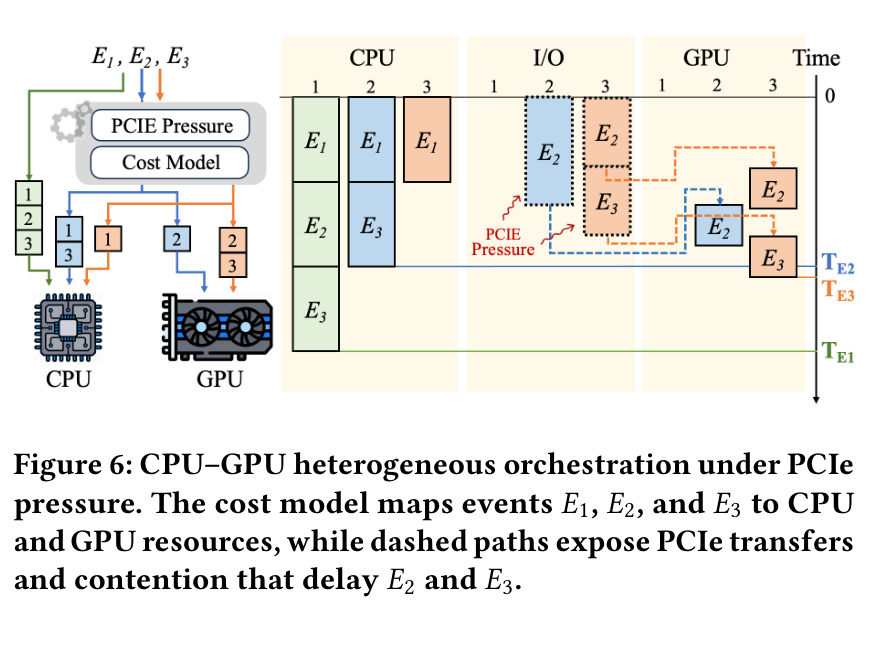 E1, E2, E3
PCIE Pressure
Cost Model
1
2
3
1
3
1
2
2
3
CPU
GPU
CPU
I/O
GPU
Time
1
2
3
1
2
3
1
2
3
0
E1
E1
E1
E2
E2
E3
E2
E3
E3
PCIE
Pressure
E2
E2
E3
TE2
TE3
TE1
Figure 6: CPU–GPU heterogeneous orchestration under PCIe
pressure. The cost model maps events E1, E2, and E3 to CPU
and GPU resources, while dashed paths expose PCIe transfers
and contention that delay E2 and E3.